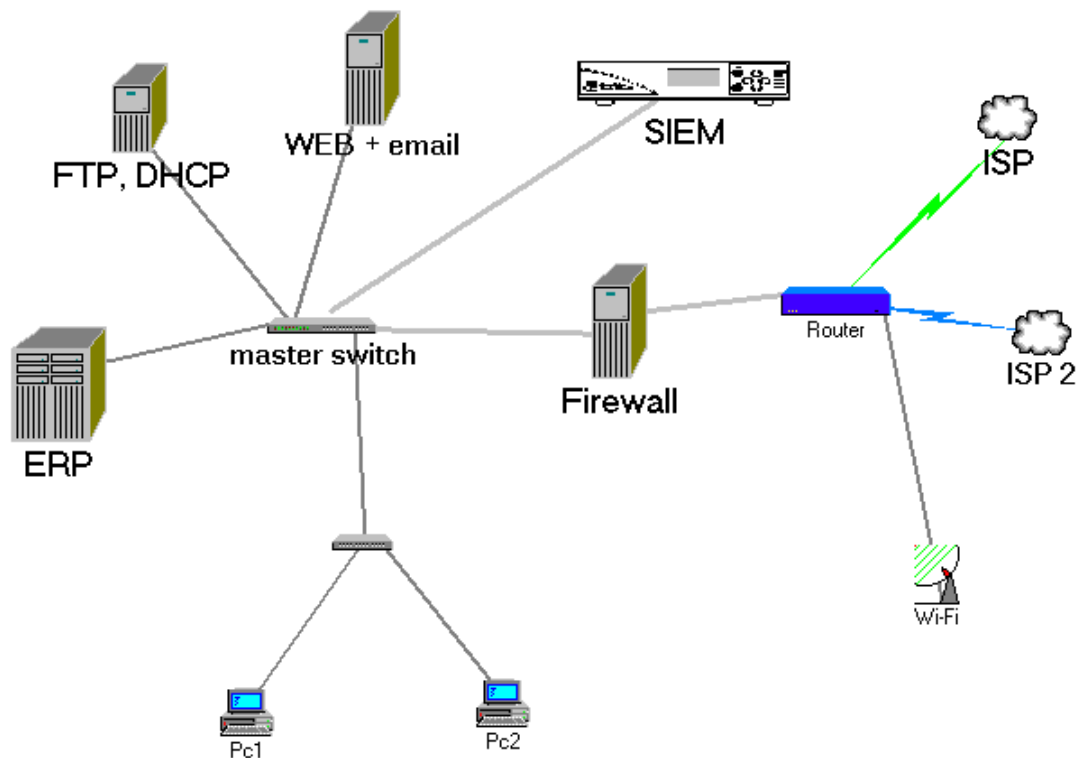 WEB + email
SIEM
ISP
FTP, DHCP
Router
master switch
ISP 2
Firewall
ERP
Wi-Fi
Pc1
Pc2